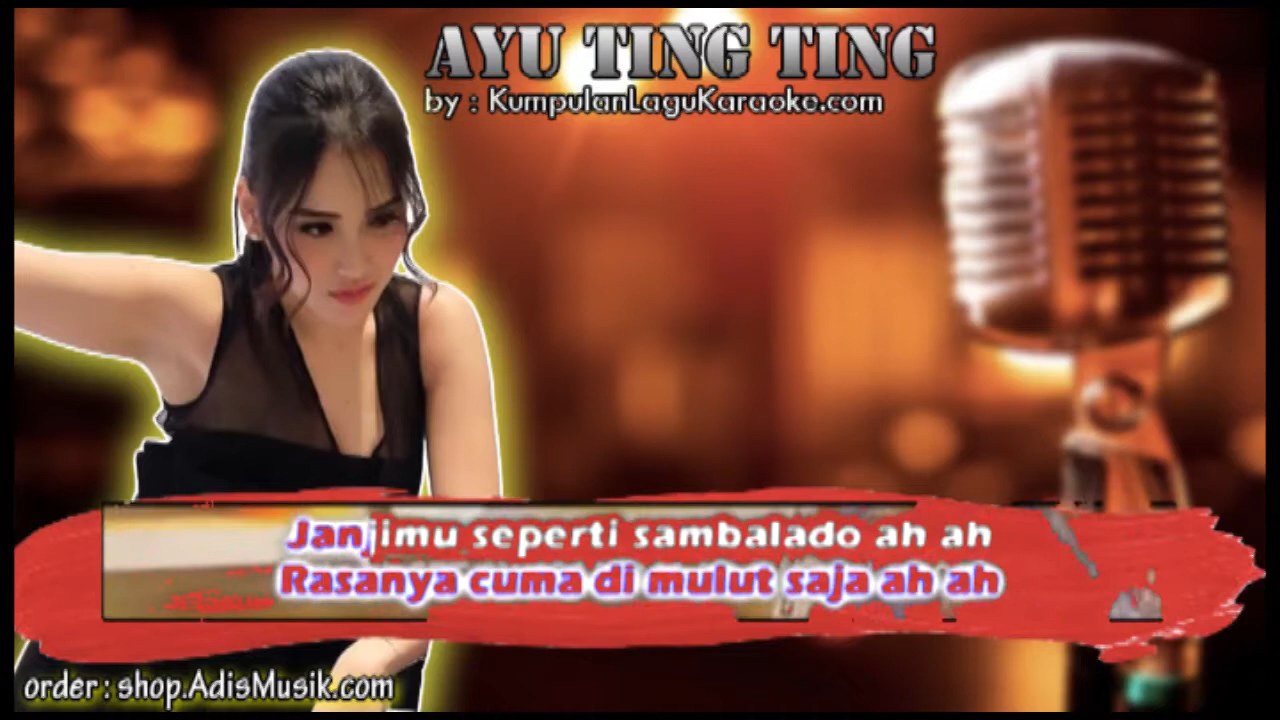 AYU TING TING
by : KumpulanLaguKaraoke.com
Janjimu seperti sambalado ah ah
Rasanya cuma di mulut saja ah ah
order : shop.AdisMusik.com